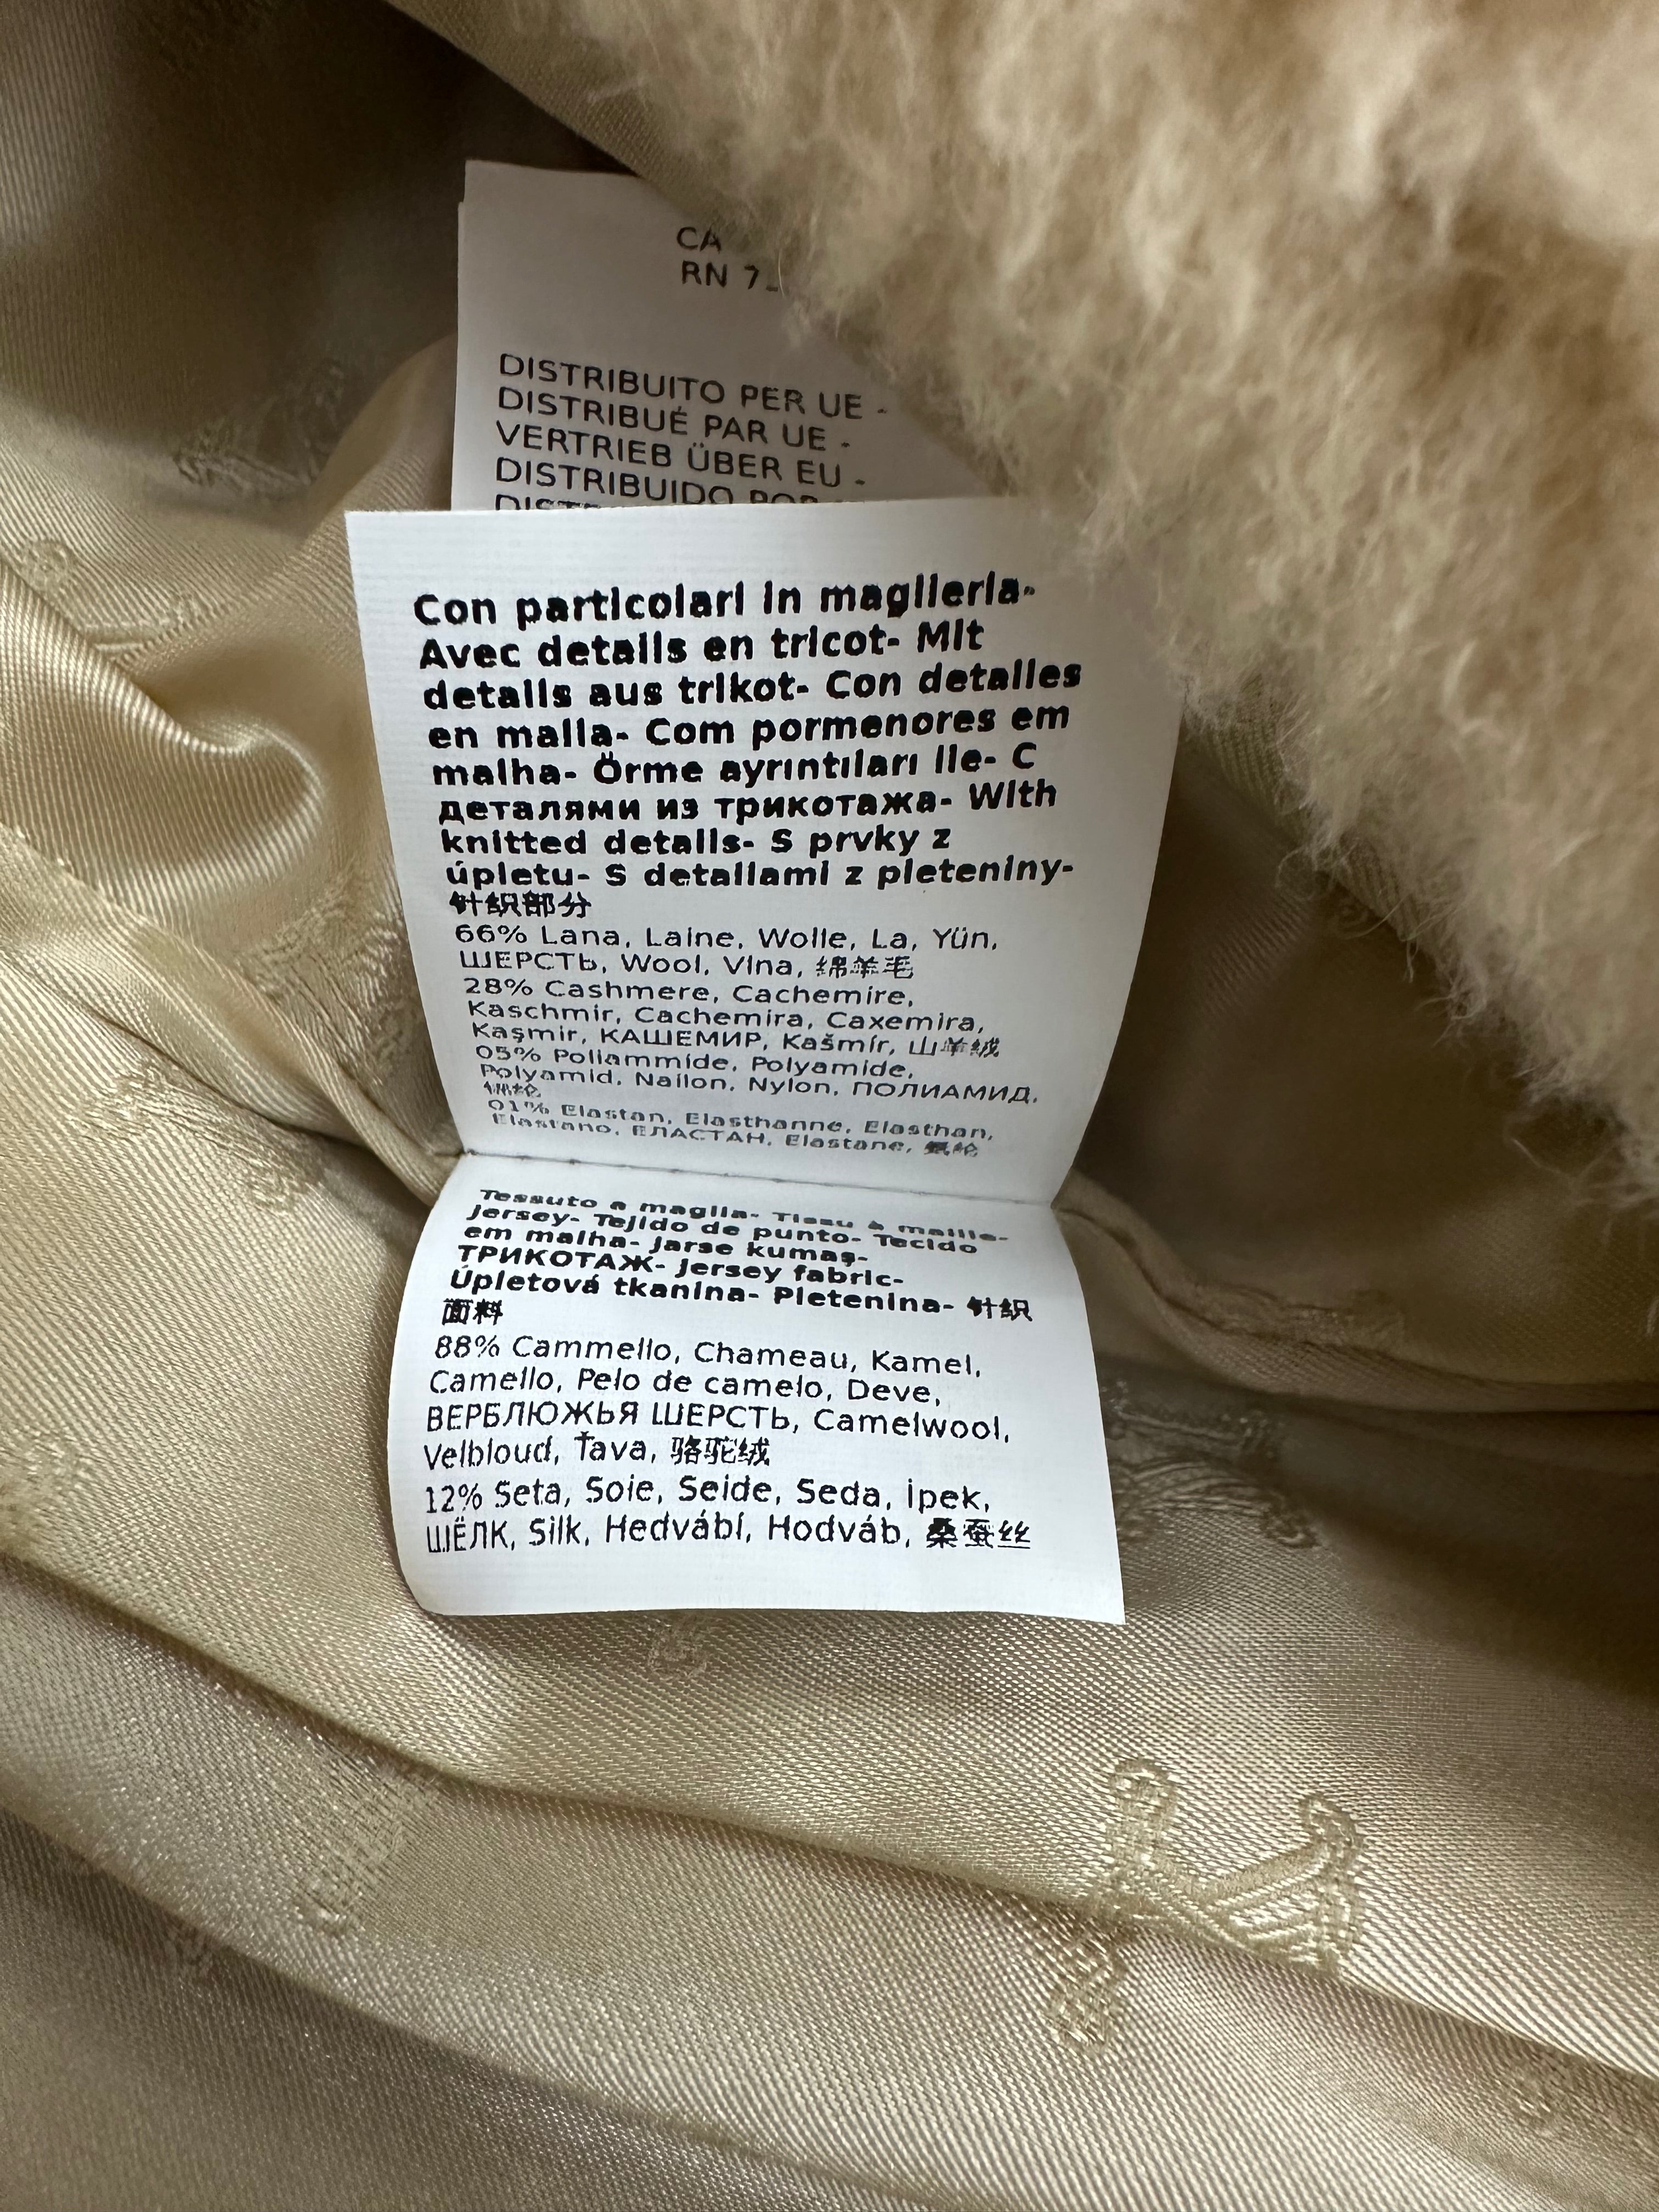 CA
RN 7
DISTRIBUITO PER UE -
DISTRIBUÉ PAR UE -
VERTRIEB ÜBER EU -
DISTRIBUIDO POR
Con particolari in maglieria-
Avec details en tricot- Mit
details aus trikot- Con detalles
en malla- Com pormenores em
malha- Örme ayrıntıları ile- С
деталями из трикотажа- With
knitted details- S prvky z
úpletu- S detailami z pleteniny-
针织部分
66% Lana, Laine, Wolle, La, Yün,
ШЕРСТЬ, Wool, Vlna, 绵羊毛
28% Cashmere, Cachemire,
Kaschmir, Cachemira, Caxemira,
Kaşmir, КАШЕМИР, Kašmír, 山羊绒
05% Poliammide, Polyamide,
Polyamid, Nailon, Nylon, ПОЛИАМИД,
锦纶
01% Elastan, Elasthanne, Elasthan,
Elastano, ЕЛАСТАН, Elastane, 氨纶
Tessuto a maglia- Tissu à maille-
Jersey- Tejido de punto- Tecido
em malha- Jarse kumaş-
ТРИКОТАЖ- Jersey fabric-
Úpletová tkanina- Pletenina- 针织
面料
88% Cammello, Chameau, Kamel,
Camello, Pelo de camelo, Deve,
ВЕРБЛЮЖЬЯ ШЕРСТЬ, Camelwool,
Velbloud, Ťava, 骆驼绒
12% Seta, Soie, Seide, Seda, İpek,
ШЁЛК, Silk, Hedvábí, Hodváb, 桑蚕丝